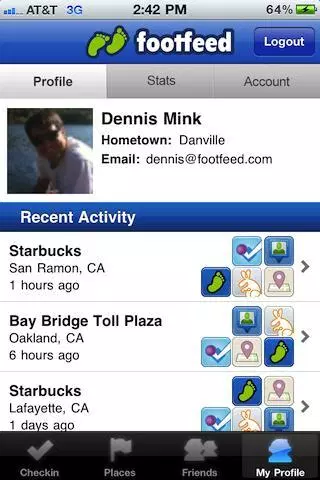 AT&T 3G 2:42 PM 64%
footfeed Logout
Profile Stats Account
Dennis Mink
Hometown: Danville
Email: dennis@footfeed.com
Recent Activity
Starbucks
San Ramon, CA
1 hours ago
Bay Bridge Toll Plaza
Oakland, CA
6 hours ago
Starbucks
Lafayette, CA
1 days ago
Checkin Places Friends My Profile